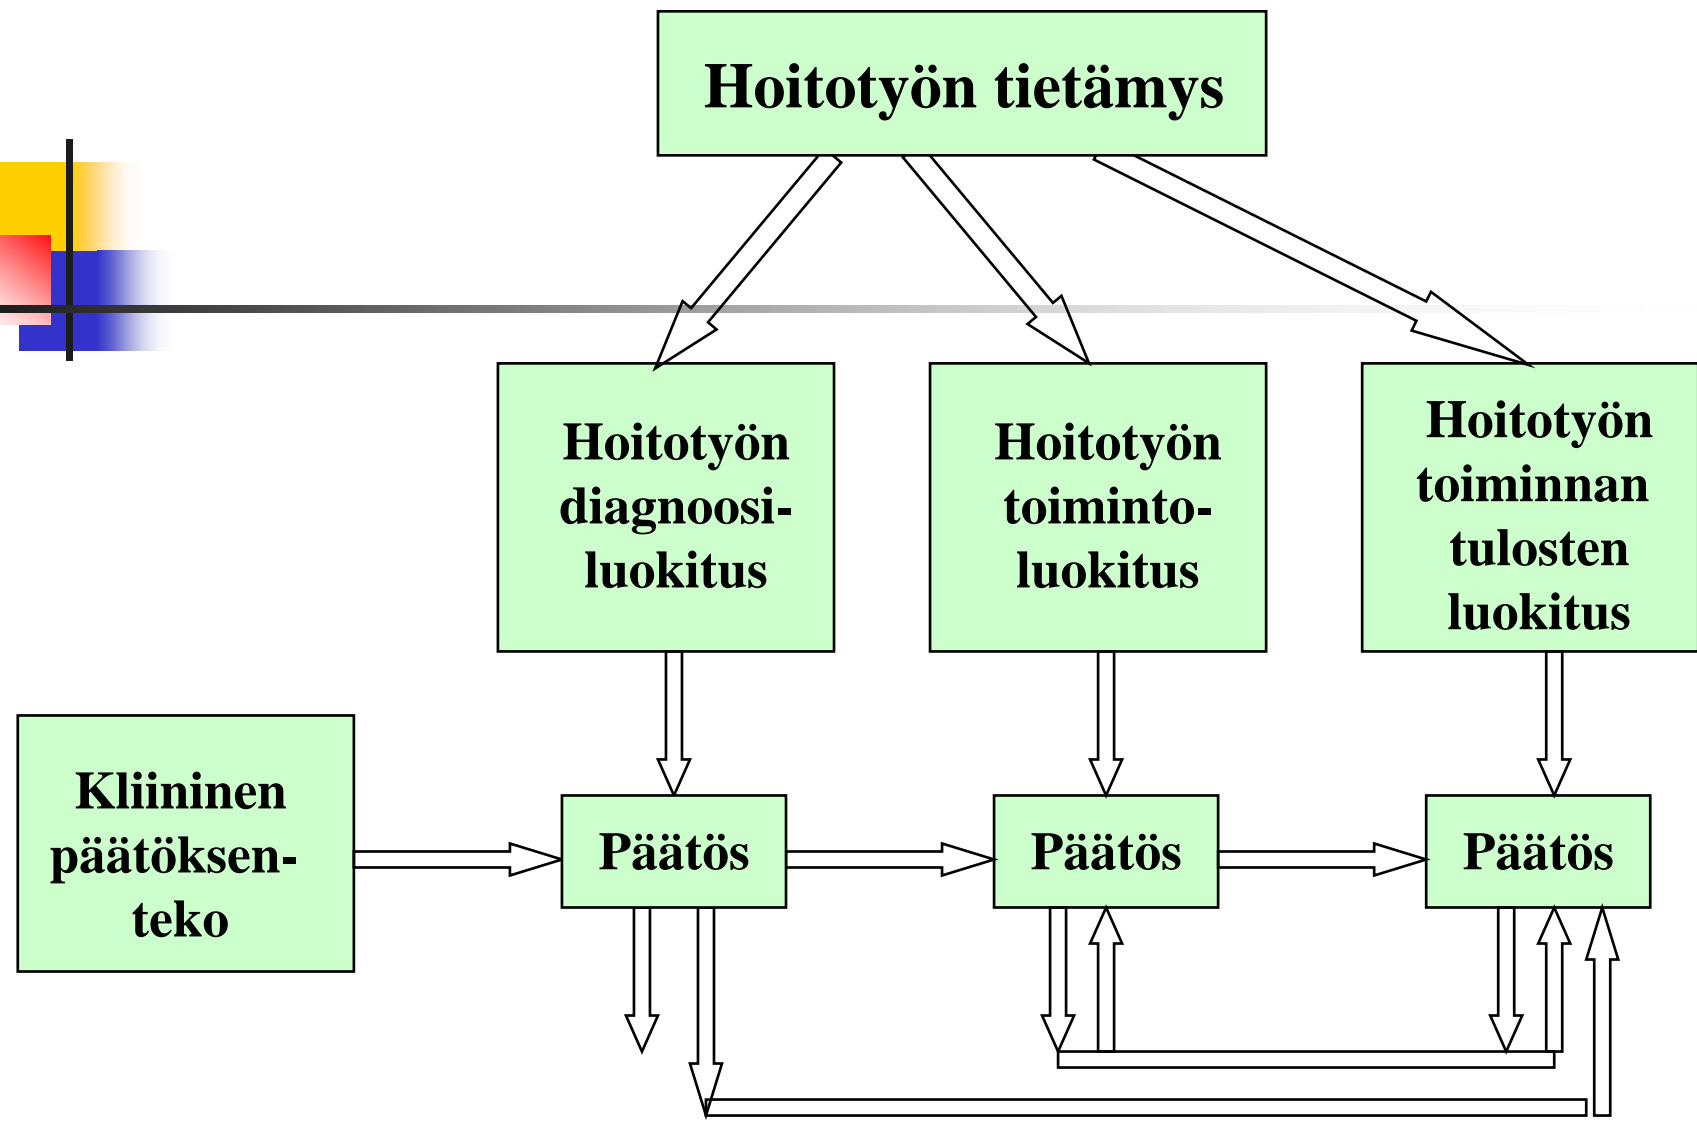 Hoitotyön tietämys
Hoitotyön
diagnoosi-
luokitus
Hoitotyön
toiminto-
luokitus
Hoitotyön
toiminnan
tulosten
luokitus
Kliininen
päätöksen-
teko
Päätös
Päätös
Päätös